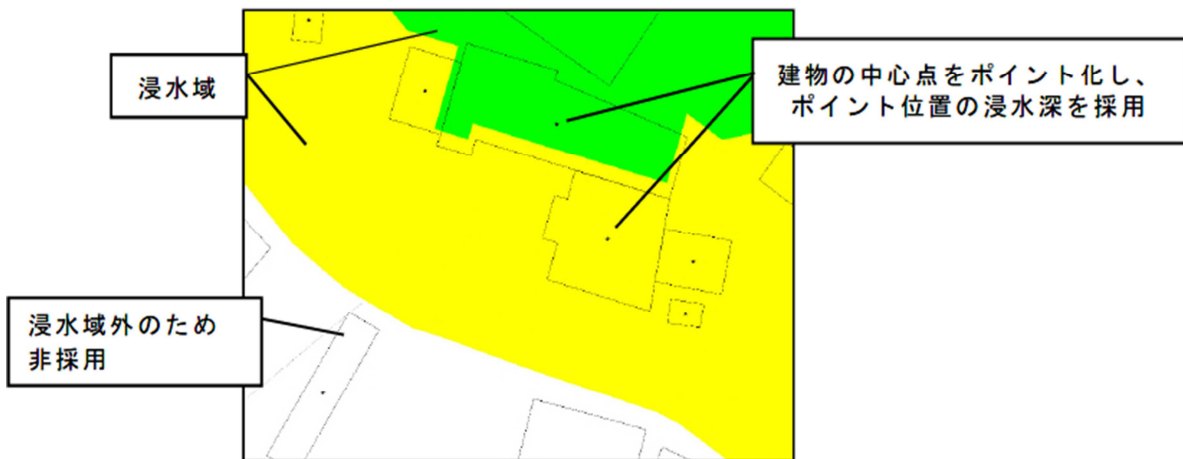 浸水域
建物の中心点をポイント化し、
ポイント位置の浸水深を採用
浸水域外のため
非採用